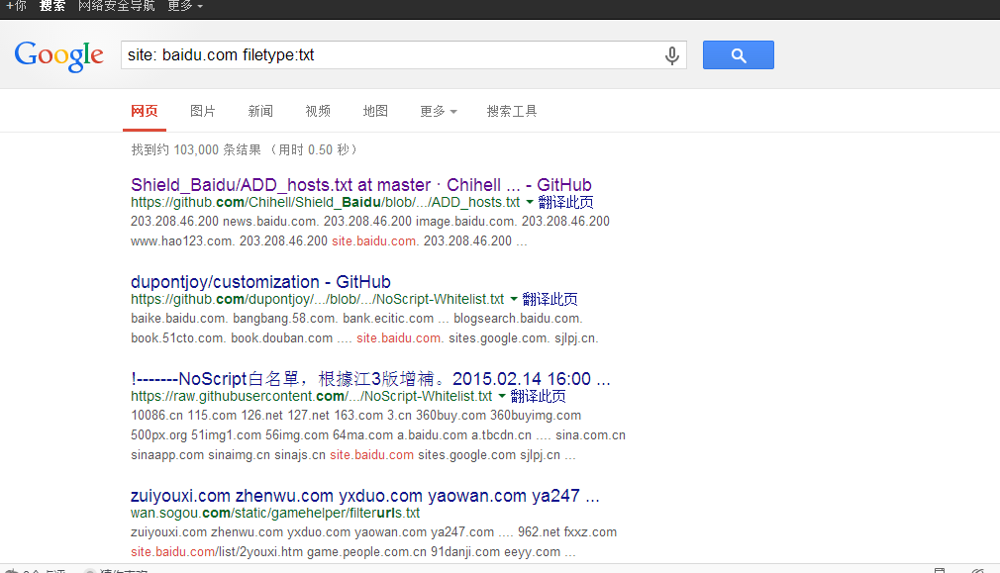 +你 搜索 网络安全导航 更多
Google site: baidu.com filetype:txt
网页 图片 新闻 视频 地图 更多 搜索工具
找到约 103,000 条结果 （用时 0.50 秒）
Shield_Baidu/ADD_hosts.txt at master · Chihell ... - GitHub
https://github.com/Chihell/Shield_Baidu/blob/.../ADD_hosts.txt 翻译此页
203.208.46.200 news.baidu.com. 203.208.46.200 image.baidu.com. 203.208.46.200
www.hao123.com. 203.208.46.200 site.baidu.com. 203.208.46.200 ...
dupontjoy/customization - GitHub
https://github.com/dupontjoy/.../blob/.../NoScript-Whitelist.txt 翻译此页
baike.baidu.com. bangbang.58.com. bank.ecitic.com ... blogsearch.baidu.com.
book.51cto.com. book.douban.com .... site.baidu.com. sites.google.com. sjlpj.cn.
!-------NoScript白名單，根據江3版增補。2015.02.14 16:00 ...
https://raw.githubusercontent.com/.../NoScript-Whitelist.txt 翻译此页
10086.cn 115.com 126.net 127.net 163.com 3.cn 360buy.com 360buyimg.com
500px.org 51img1.com 56img.com 64ma.com a.baidu.com a.tbcdn.cn .... sina.com.cn
sinaapp.com sinaimg.cn sinajs.cn site.baidu.com sites.google.com sjlpj.cn ...
zuiyouxi.com zhenwu.com yxduo.com yaowan.com ya247 ...
wan.sogou.com/static/gamehelper/filterurls.txt
zuiyouxi.com zhenwu.com yxduo.com yaowan.com ya247.com .... 962.net fxxz.com
site.baidu.com/list/2youxi.htm game.people.com.cn 91danji.com eeyy.com ...